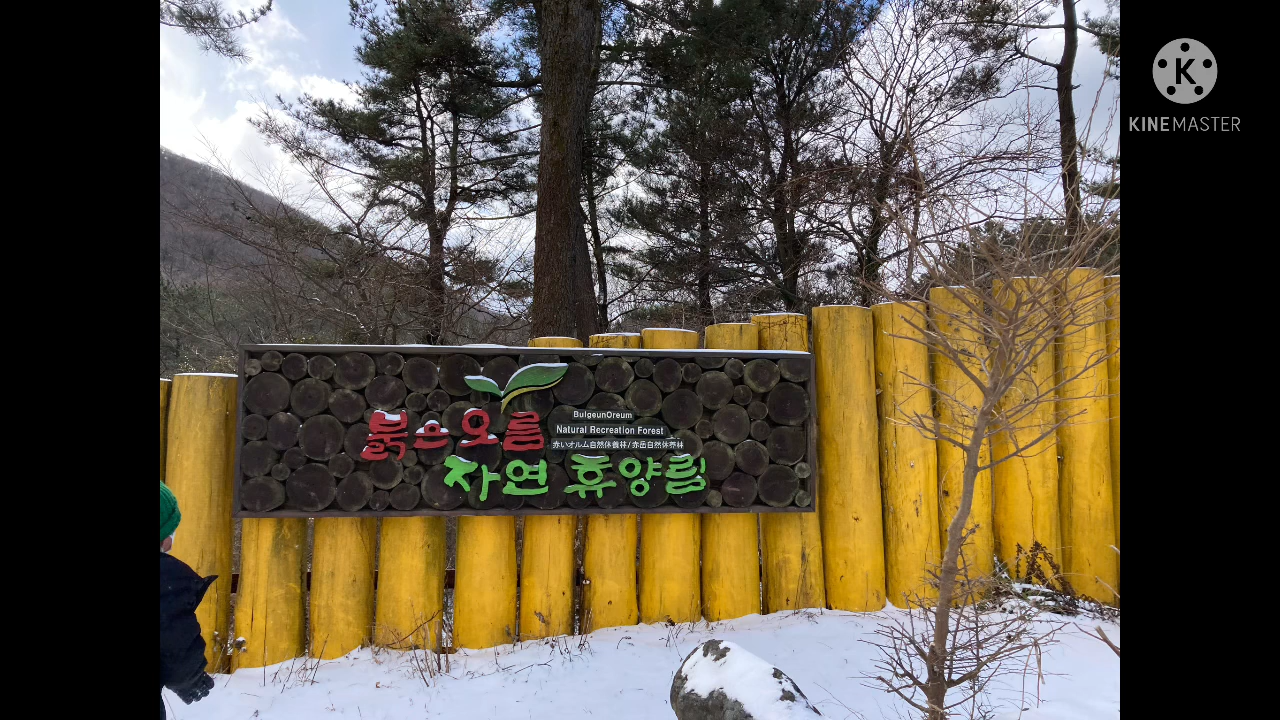 붉은오름
BulgeunOreum
Natural Recreation Forest
赤いオルム自然休養林/赤岳自然休养林
자연 휴양림
K
KINEMASTER